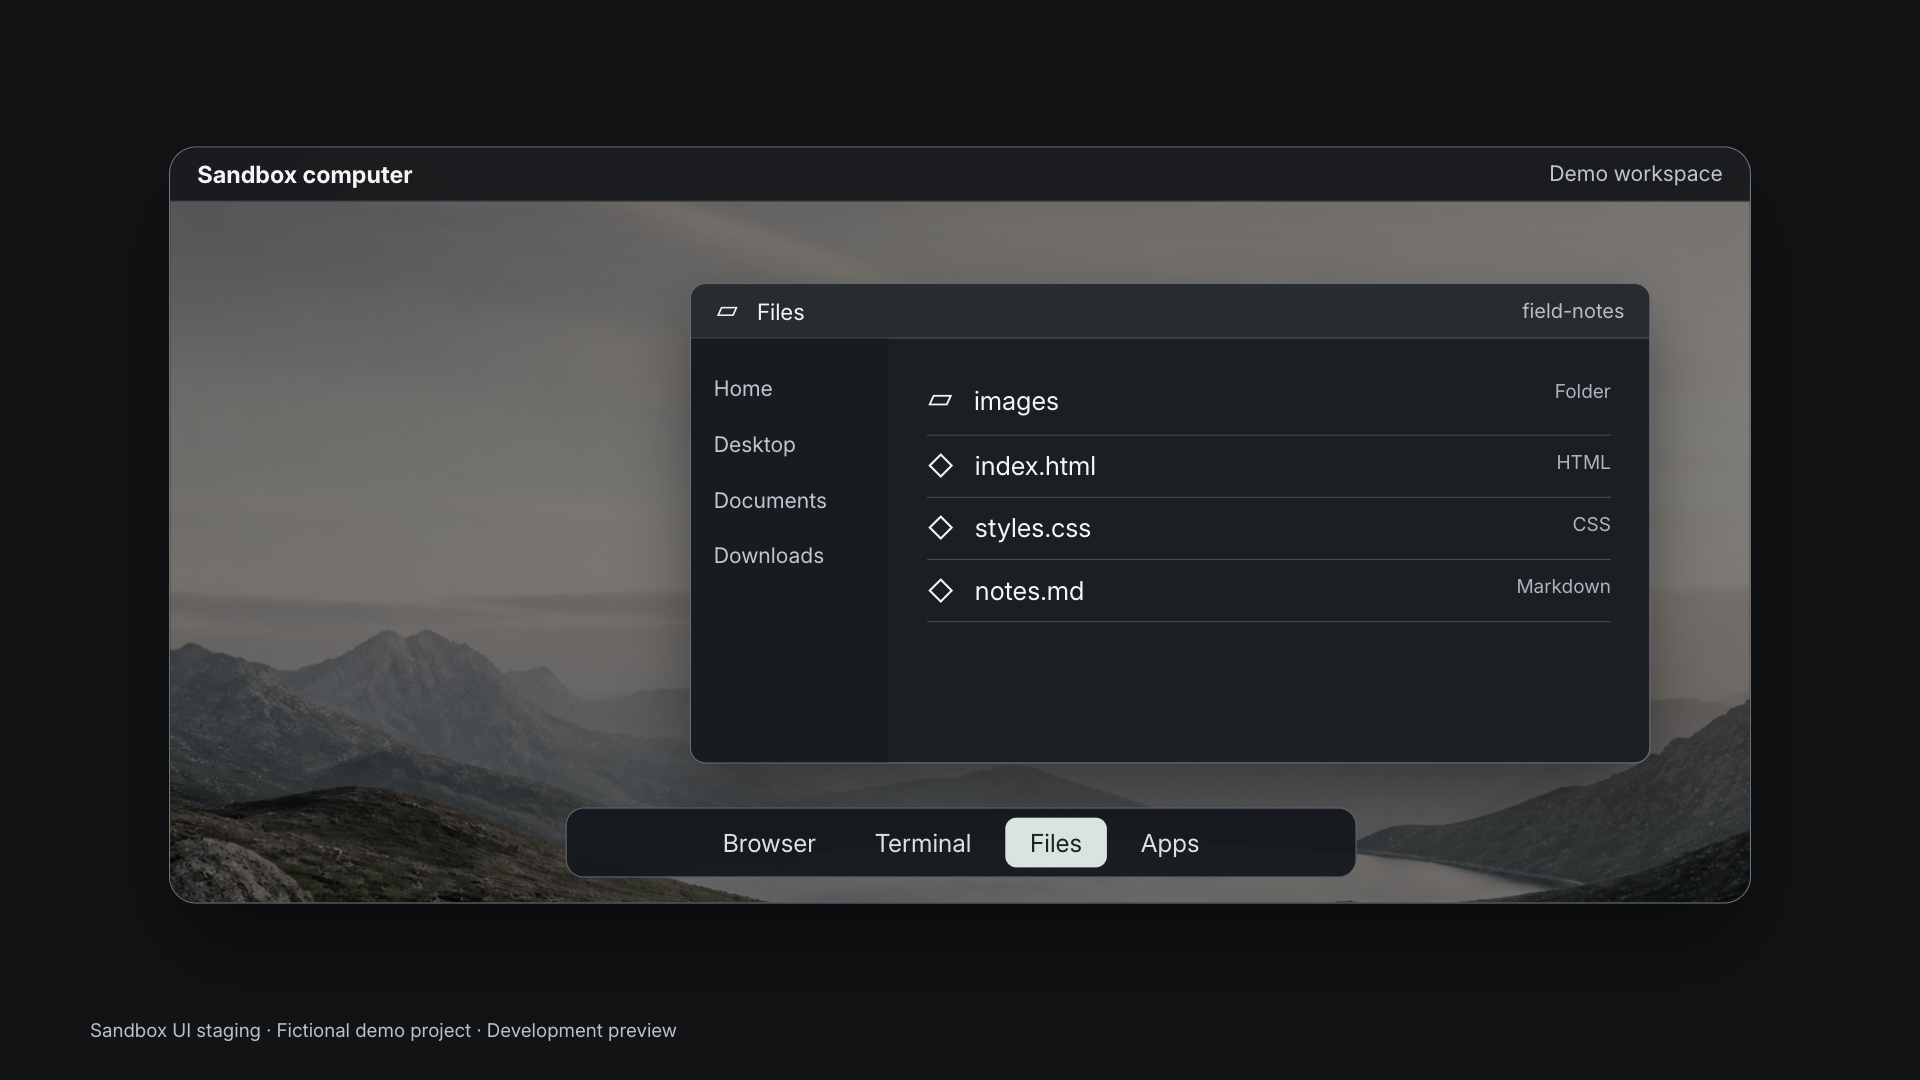 Sandbox computer
Demo workspace
Files
field-notes
Home
Desktop
Documents
Downloads
images
Folder
index.html
HTML
styles.css
CSS
notes.md
Markdown
Browser
Terminal
Files
Apps
Sandbox UI staging · Fictional demo project · Development preview